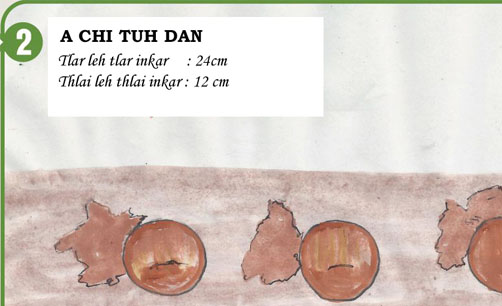 2
A CHI TUH DAN
Tlar leh tlar inkar : 24cm
Thlai leh thlai inkar : 12 cm